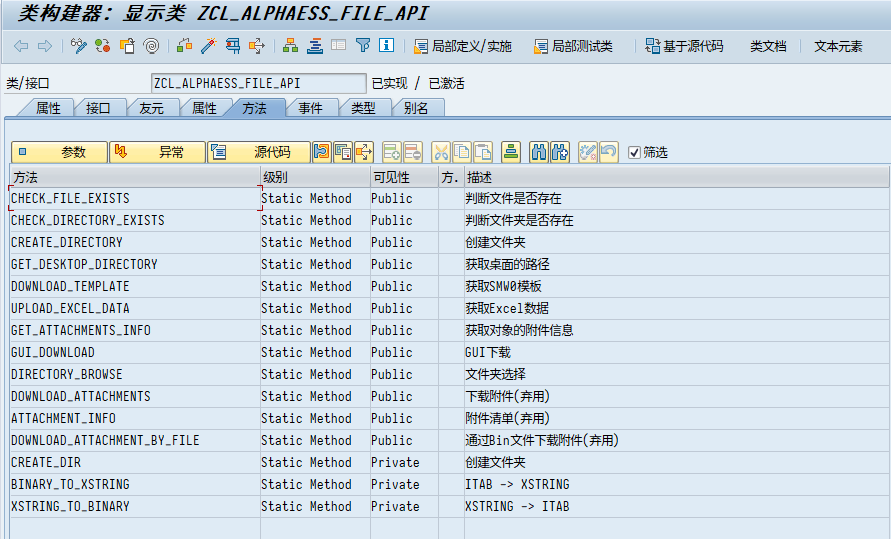 类构建器: 显示类 ZCL_ALPHAESS_FILE_API
局部定义/实施 局部测试类 基于源代码 类文档 文本元素
类/接口 ZCL_ALPHAESS_FILE_API 已实现 / 已激活
属性 接口 友元 属性 方法 事件 类型 别名
参数 异常 源代码 筛选
方法 级别 可见性 方. 描述
CHECK_FILE_EXISTS Static Method Public 判断文件是否存在
CHECK_DIRECTORY_EXISTS Static Method Public 判断文件夹是否存在
CREATE_DIRECTORY Static Method Public 创建文件夹
GET_DESKTOP_DIRECTORY Static Method Public 获取桌面的路径
DOWNLOAD_TEMPLATE Static Method Public 获取SMW0模板
UPLOAD_EXCEL_DATA Static Method Public 获取Excel数据
GET_ATTACHMENTS_INFO Static Method Public 获取对象的附件信息
GUI_DOWNLOAD Static Method Public GUI下载
DIRECTORY_BROWSE Static Method Public 文件夹选择
DOWNLOAD_ATTACHMENTS Static Method Public 下载附件(弃用)
ATTACHMENT_INFO Static Method Public 附件清单(弃用)
DOWNLOAD_ATTACHMENT_BY_FILE Static Method Public 通过Bin文件下载附件(弃用)
CREATE_DIR Static Method Private 创建文件夹
BINARY_TO_XSTRING Static Method Private ITAB -> XSTRING
XSTRING_TO_BINARY Static Method Private XSTRING -> ITAB